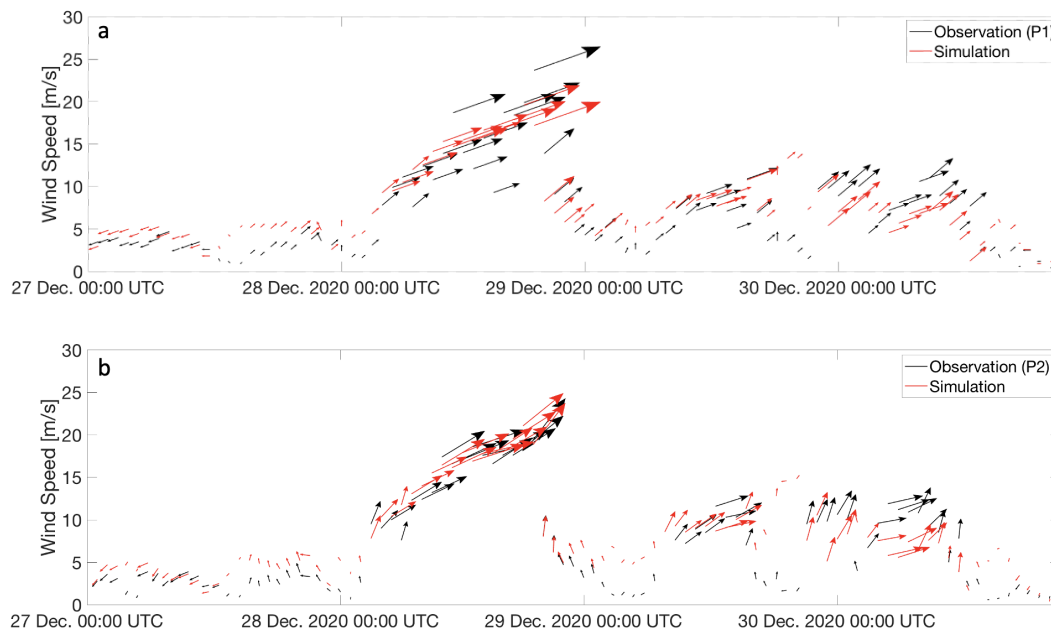 a
30
25
20
15
10
5
0
Wind Speed [m/s]
Observation (P1)
Simulation
27 Dec. 00:00 UTC
28 Dec. 2020 00:00 UTC
29 Dec. 2020 00:00 UTC
30 Dec. 2020 00:00 UTC
b
30
25
20
15
10
5
0
Wind Speed [m/s]
Observation (P2)
Simulation
27 Dec. 00:00 UTC
28 Dec. 2020 00:00 UTC
29 Dec. 2020 00:00 UTC
30 Dec. 2020 00:00 UTC